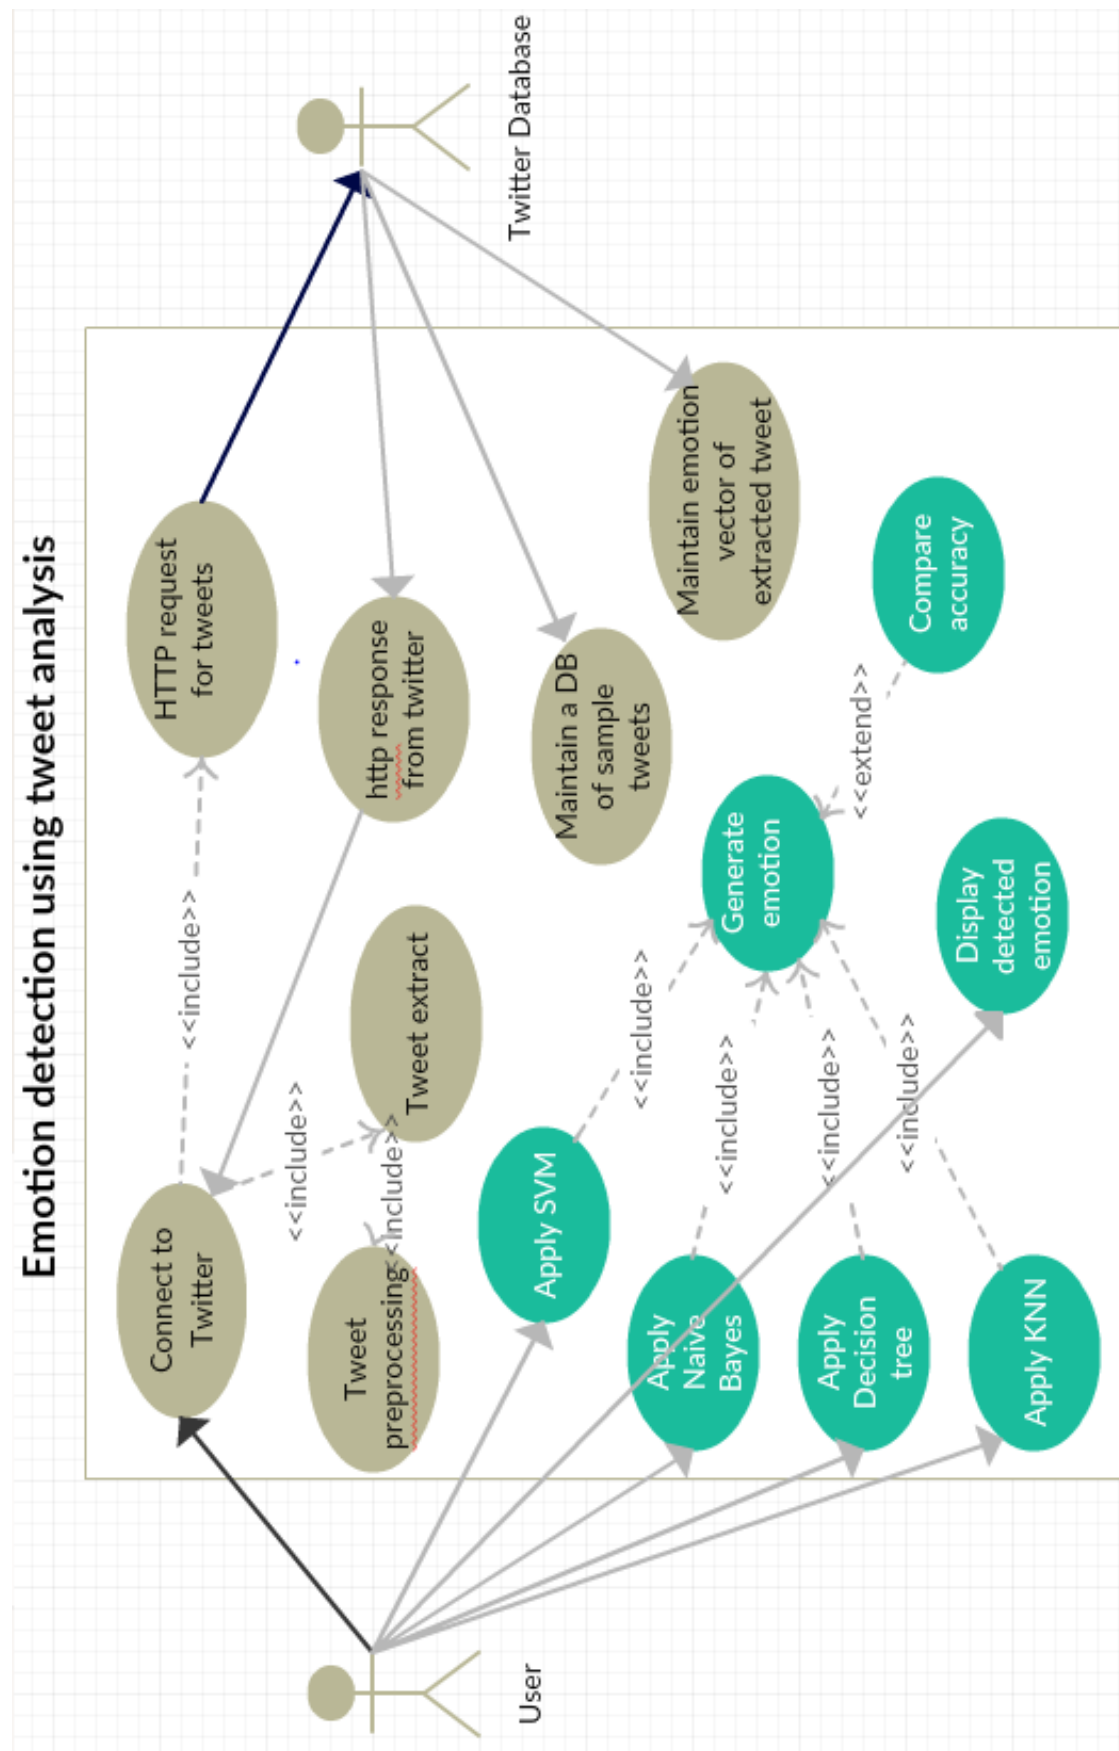 Emotion detection using tweet analysis
Connect to
Twitter
<<include>>
HTTP request
for tweets
<<include>>
http response
from twitter
Tweet
preprocessing
<<include>>
Tweet extract
Maintain a DB
of sample
tweets
Twitter Database
User
Apply SVM
<<include>>
Maintain emotion
vector of
extracted tweet
Apply
Naive
Bayes
<<include>>
Generate
emotion
Apply
Decision
tree
<<include>>
<<extend>>
Compare
accuracy
<<include>>
Apply KNN
Display
detected
emotion